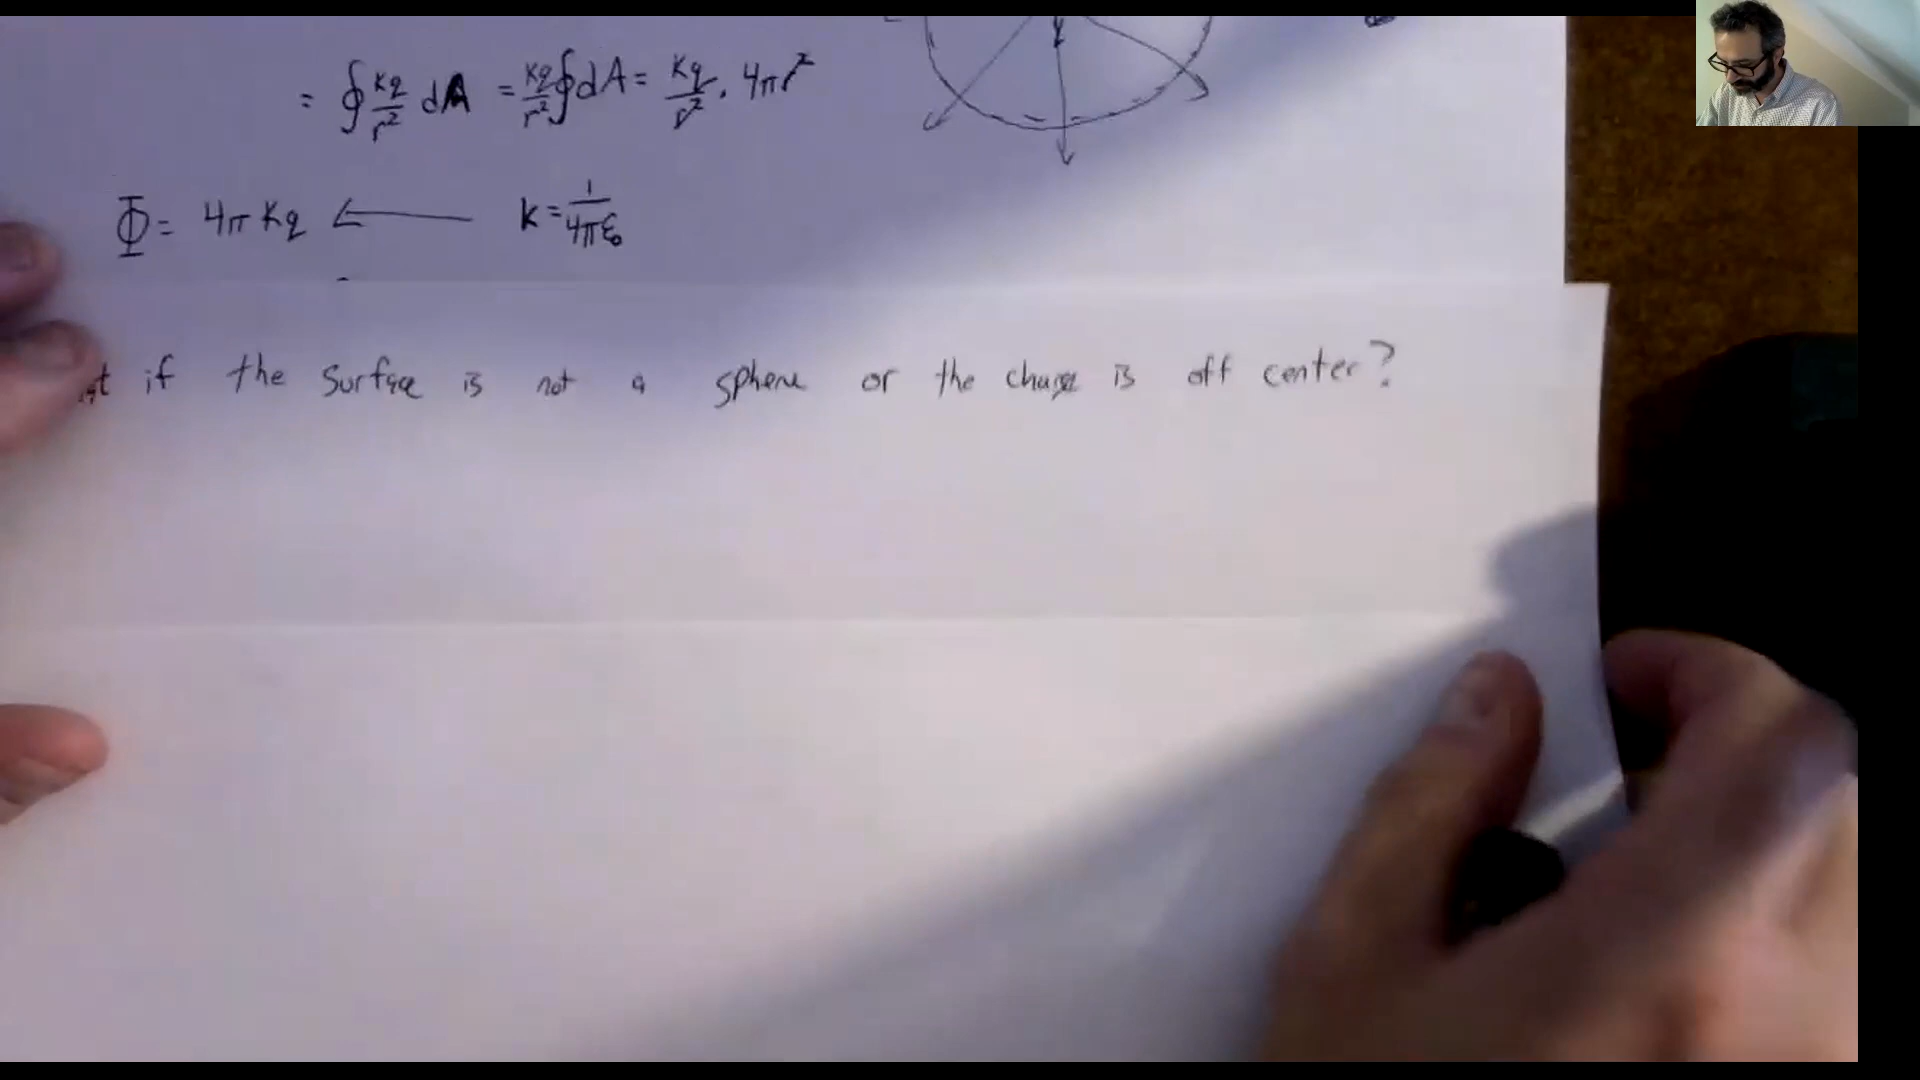 = ∮ kq/r² dA = kq/r² ∮ dA = kq/r² · 4πr²
Φ = 4π kq ← k = 1/4πε₀
if the surface is not a sphere or the charge is off center?